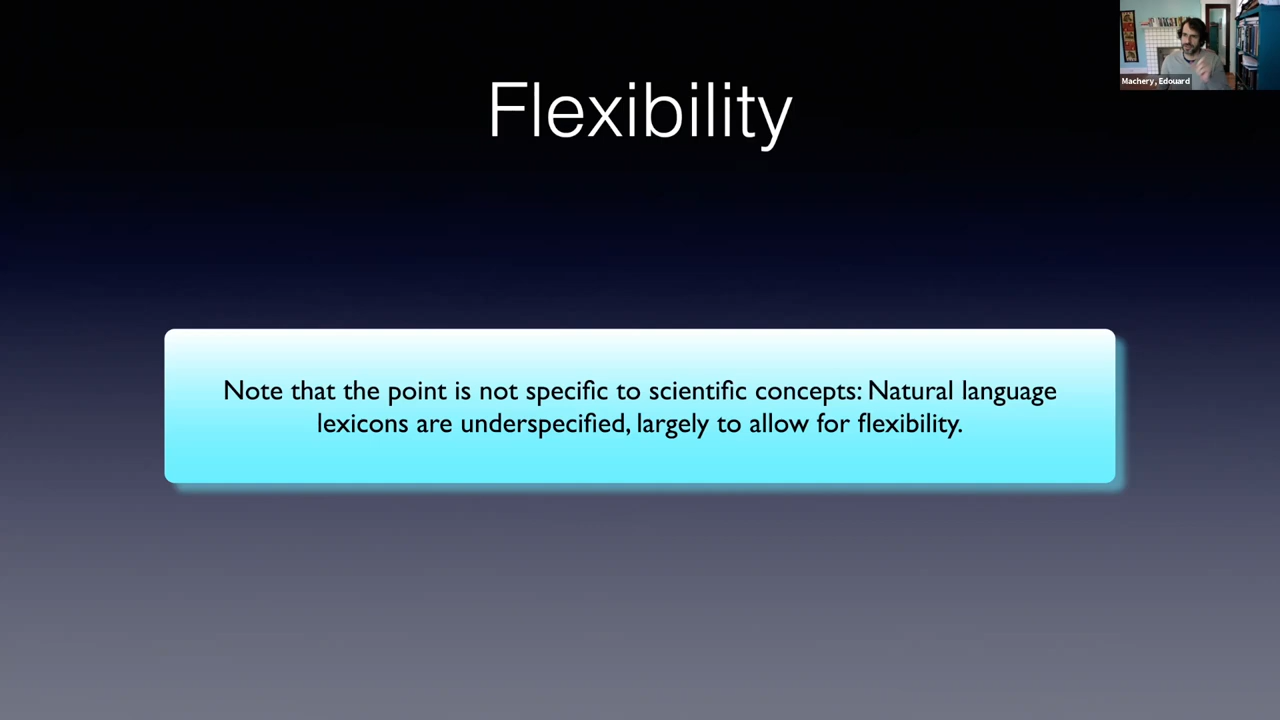 Machery, Edouard
Flexibility
Note that the point is not specific to scientific concepts: Natural language
lexicons are underspecified, largely to allow for flexibility.